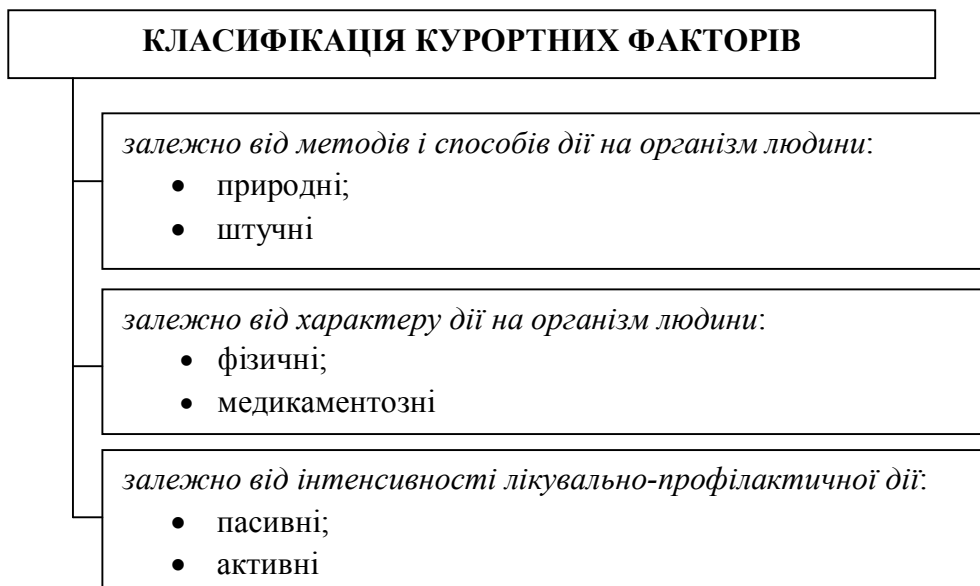 КЛАСИФІКАЦІЯ КУРОРТНИХ ФАКТОРІВ
залежно від методів і способів дії на організм людини:
• природні;
• штучні
залежно від характеру дії на організм людини:
• фізичні;
• медикаментозні
залежно від інтенсивності лікувально-профілактичної дії:
• пасивні;
• активні